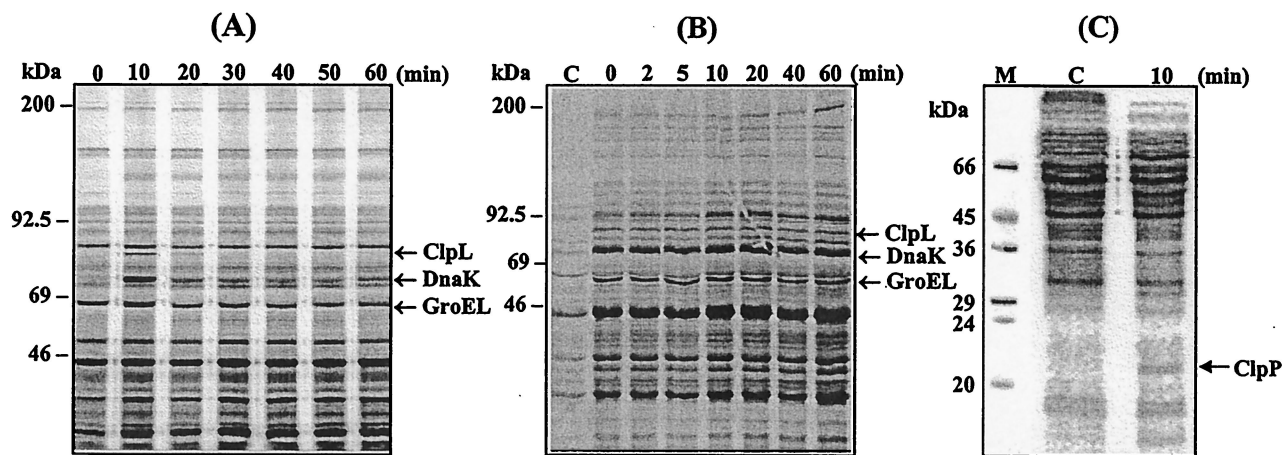 (A)
kDa 0 10 20 30 40 50 60 (min)
200
92.5
ClpL
DnaK
69
GroEL
46
(B)
kDa C 0 2 5 10 20 40 60 (min)
200
92.5
ClpL
DnaK
69
GroEL
46
(C)
M C 10 (min)
kDa
66
45
36
29
24
ClpP
20